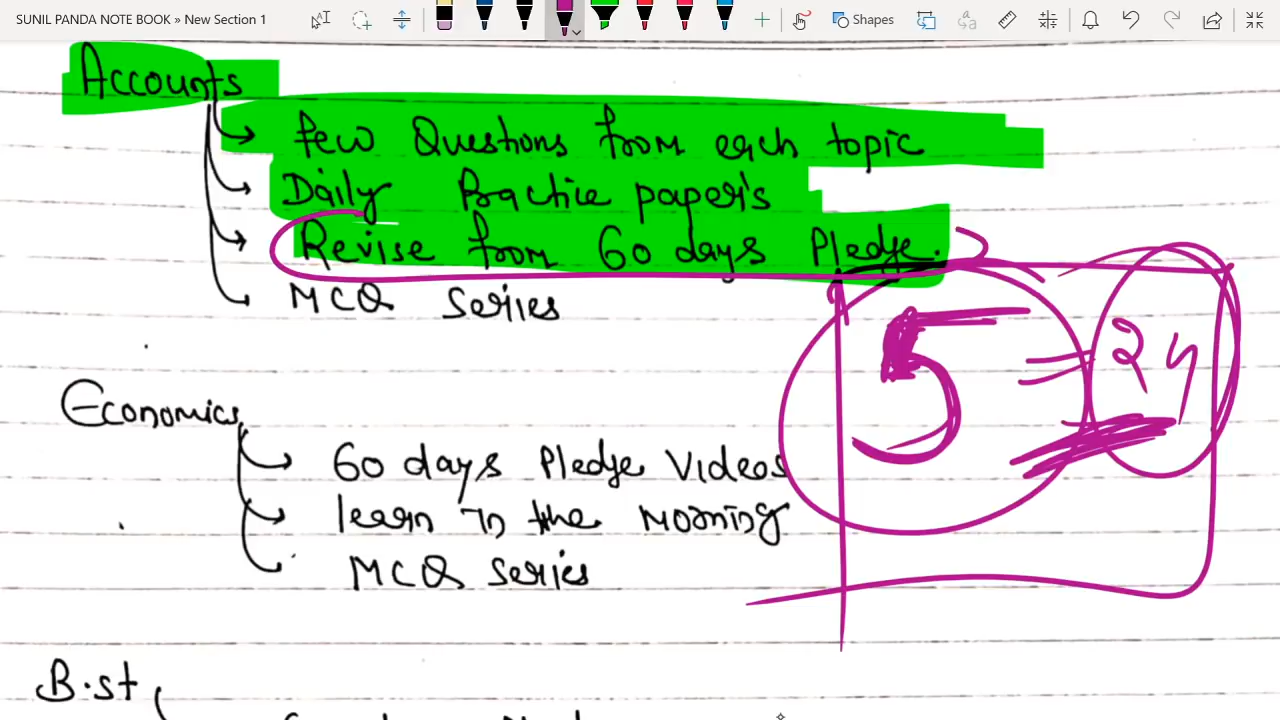 SUNIL PANDA NOTE BOOK » New Section 1
Shapes
Accounts
few Questions from each topic
Daily Practice paper's
Revise from 60 days Pledge.
MCQ Series
5 = 24
Economics
60 days Pledge Videos
learn in the Morning
MCQ Series
B.st